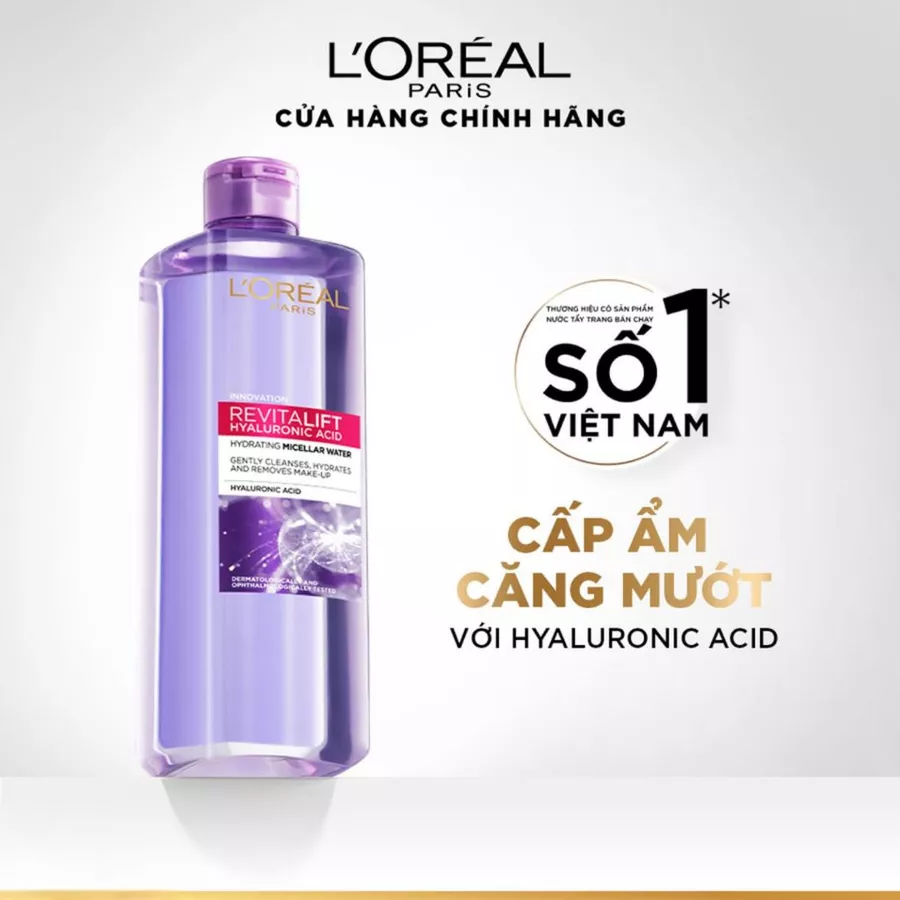 L'ORÉAL
PARiS
CỬA HÀNG CHÍNH HÃNG
L'ORÉAL
PARiS
INNOVATION
REVITALIFT
HYALURONIC ACID
HYDRATING MICELLAR WATER
GENTLY CLEANSES, HYDRATES
AND REMOVES MAKE-UP
HYALURONIC ACID
DERMATOLOGICALLY AND
OPHTHALMOLOGICALLY TESTED
THƯƠNG HIỆU CÓ SẢN PHẨM
NƯỚC TẨY TRANG BÁN CHẠY
SỐ 1*
VIỆT NAM
CẤP ẨM
CĂNG MƯỚT
VỚI HYALURONIC ACID